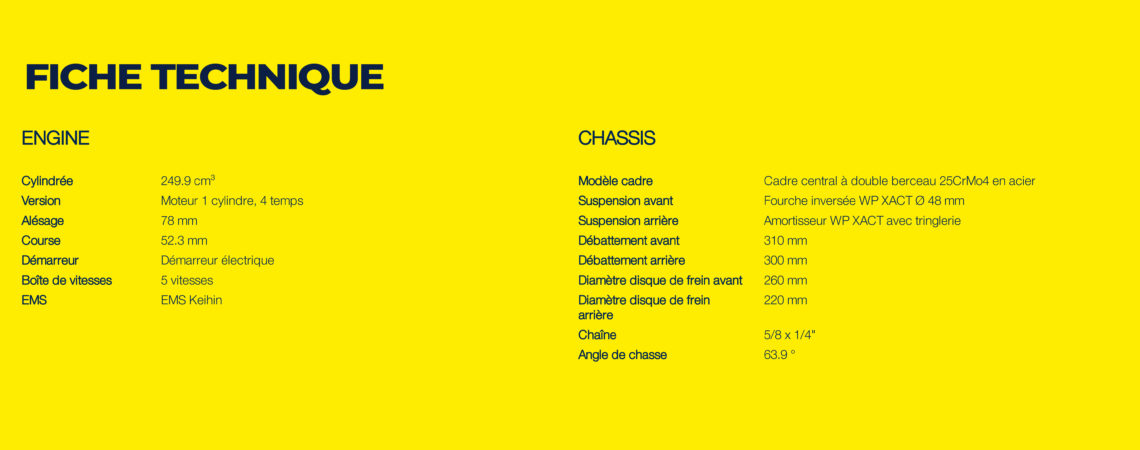 FICHE TECHNIQUE
ENGINE
Cylindrée 249.9 cm³
Version Moteur 1 cylindre, 4 temps
Alésage 78 mm
Course 52.3 mm
Démarreur Démarreur électrique
Boîte de vitesses 5 vitesses
EMS EMS Keihin
CHASSIS
Modèle cadre Cadre central à double berceau 25CrMo4 en acier
Suspension avant Fourche inversée WP XACT Ø 48 mm
Suspension arrière Amortisseur WP XACT avec tringlerie
Débattement avant 310 mm
Débattement arrière 300 mm
Diamètre disque de frein avant 260 mm
Diamètre disque de frein 220 mm
arrière
Chaîne 5/8 x 1/4"
Angle de chasse 63.9 °